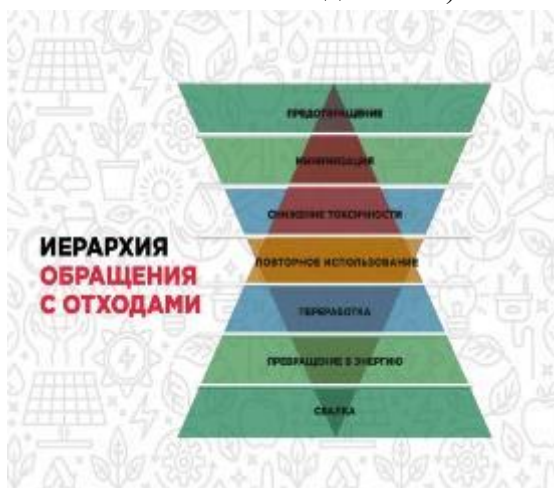 ПРЕДОТВРАЩЕНИЕ
МИНИМИЗАЦИЯ
СНИЖЕНИЕ ТОКСИЧНОСТИ
ПОВТОРНОЕ ИСПОЛЬЗОВАНИЕ
ПЕРЕРАБОТКА
ПРЕВРАЩЕНИЕ В ЭНЕРГИЮ
СВАЛКА
ИЕРАРХИЯ
ОБРАЩЕНИЯ
С ОТХОДАМИ